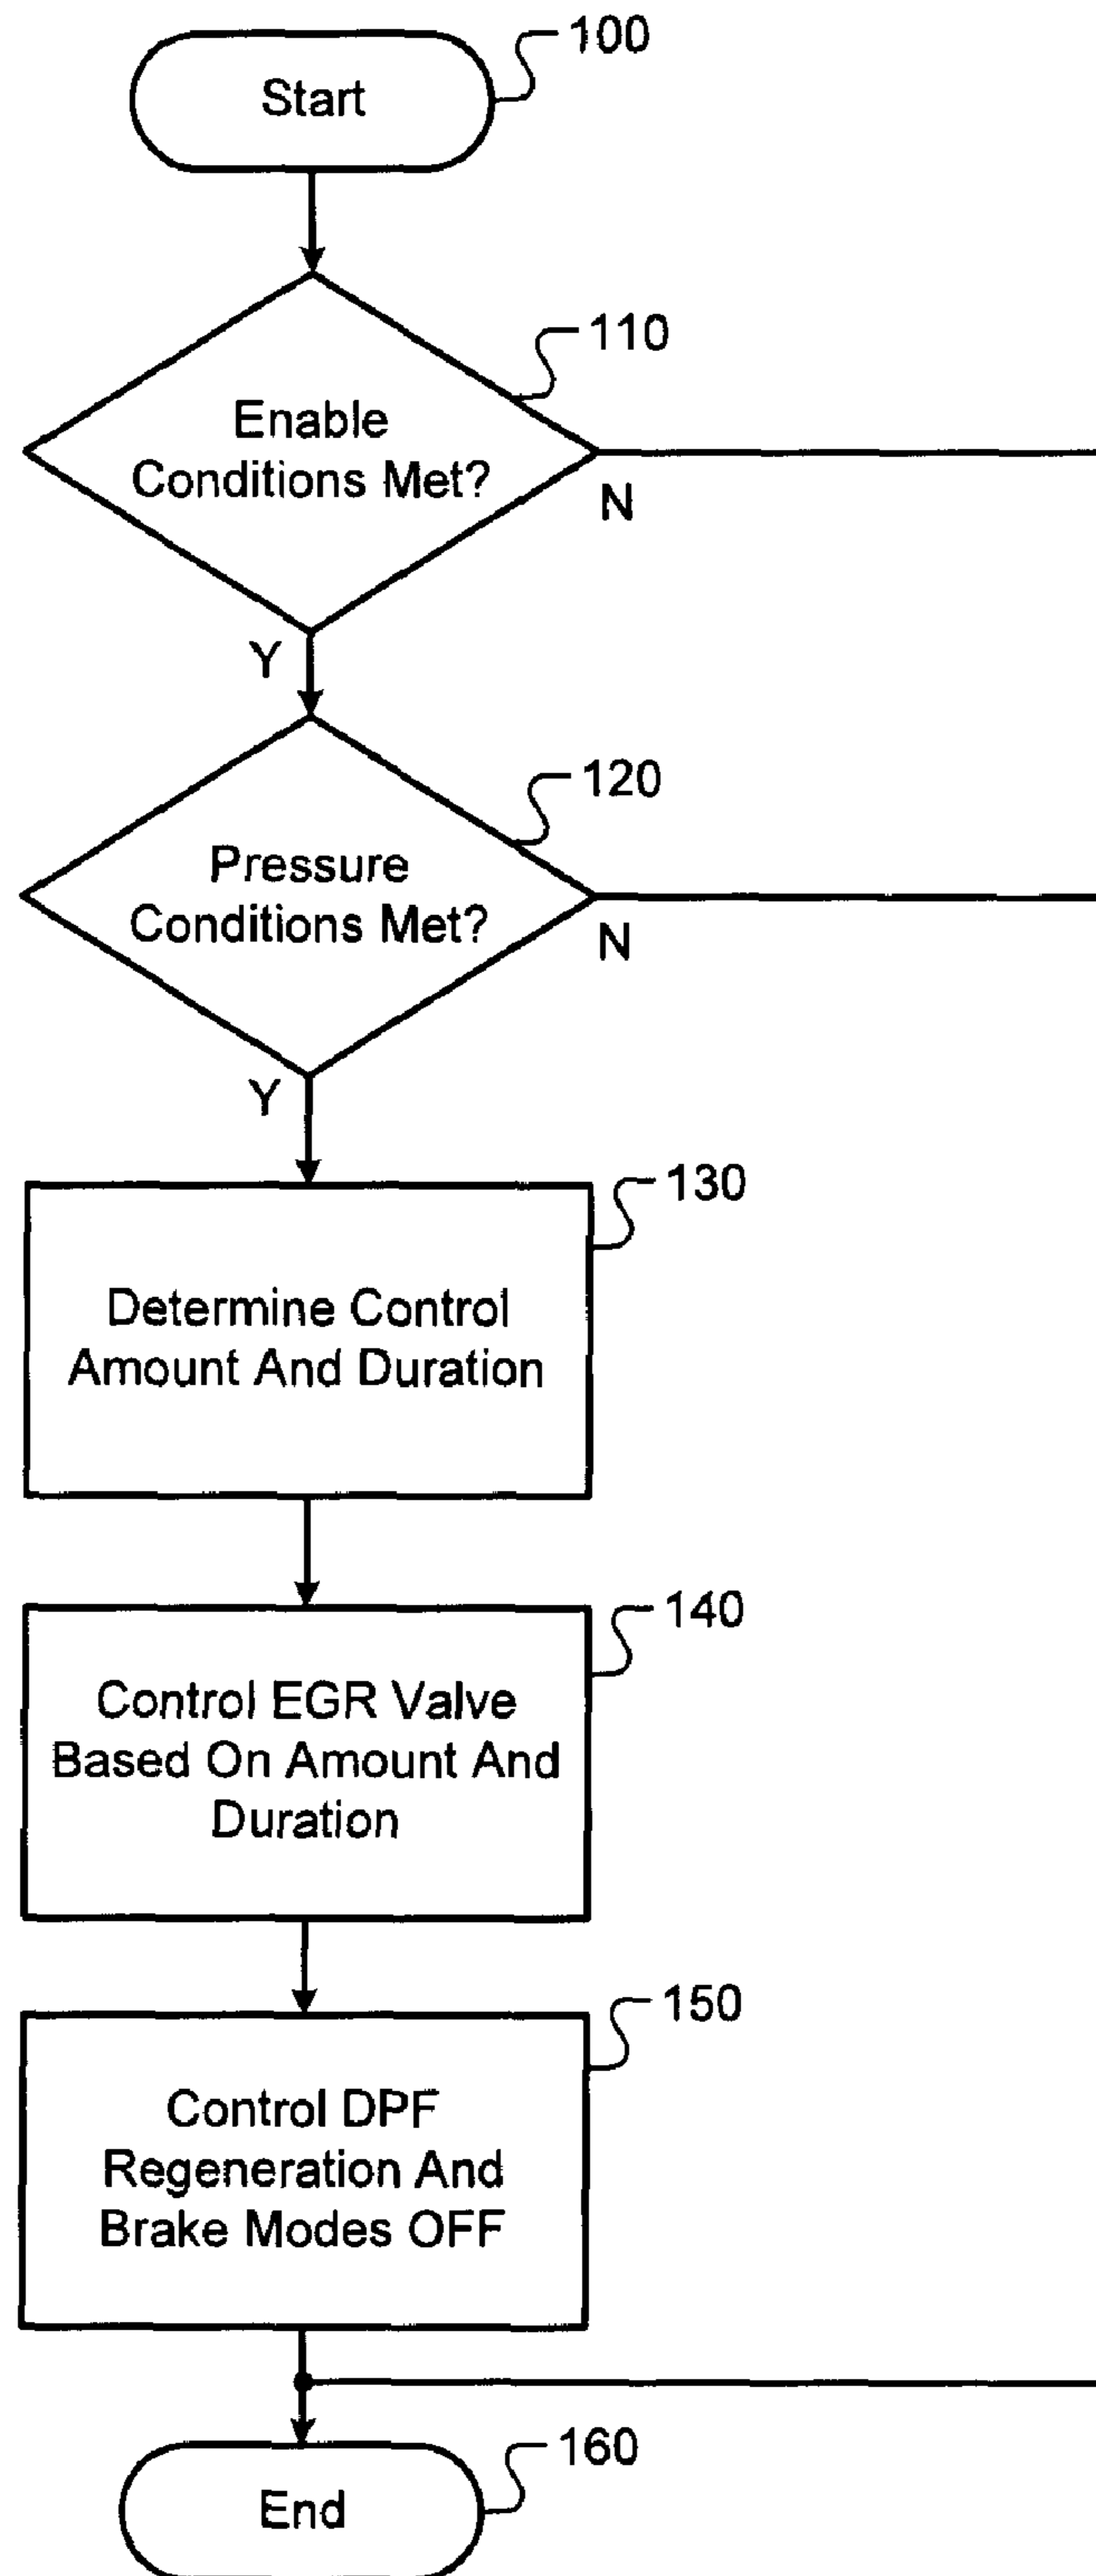 100
Start
110
Enable
Conditions Met?
N
Y
120
Pressure
Conditions Met?
N
Y
130
Determine Control
Amount And Duration
140
Control EGR Valve
Based On Amount And
Duration
150
Control DPF
Regeneration And
Brake Modes OFF
160
End